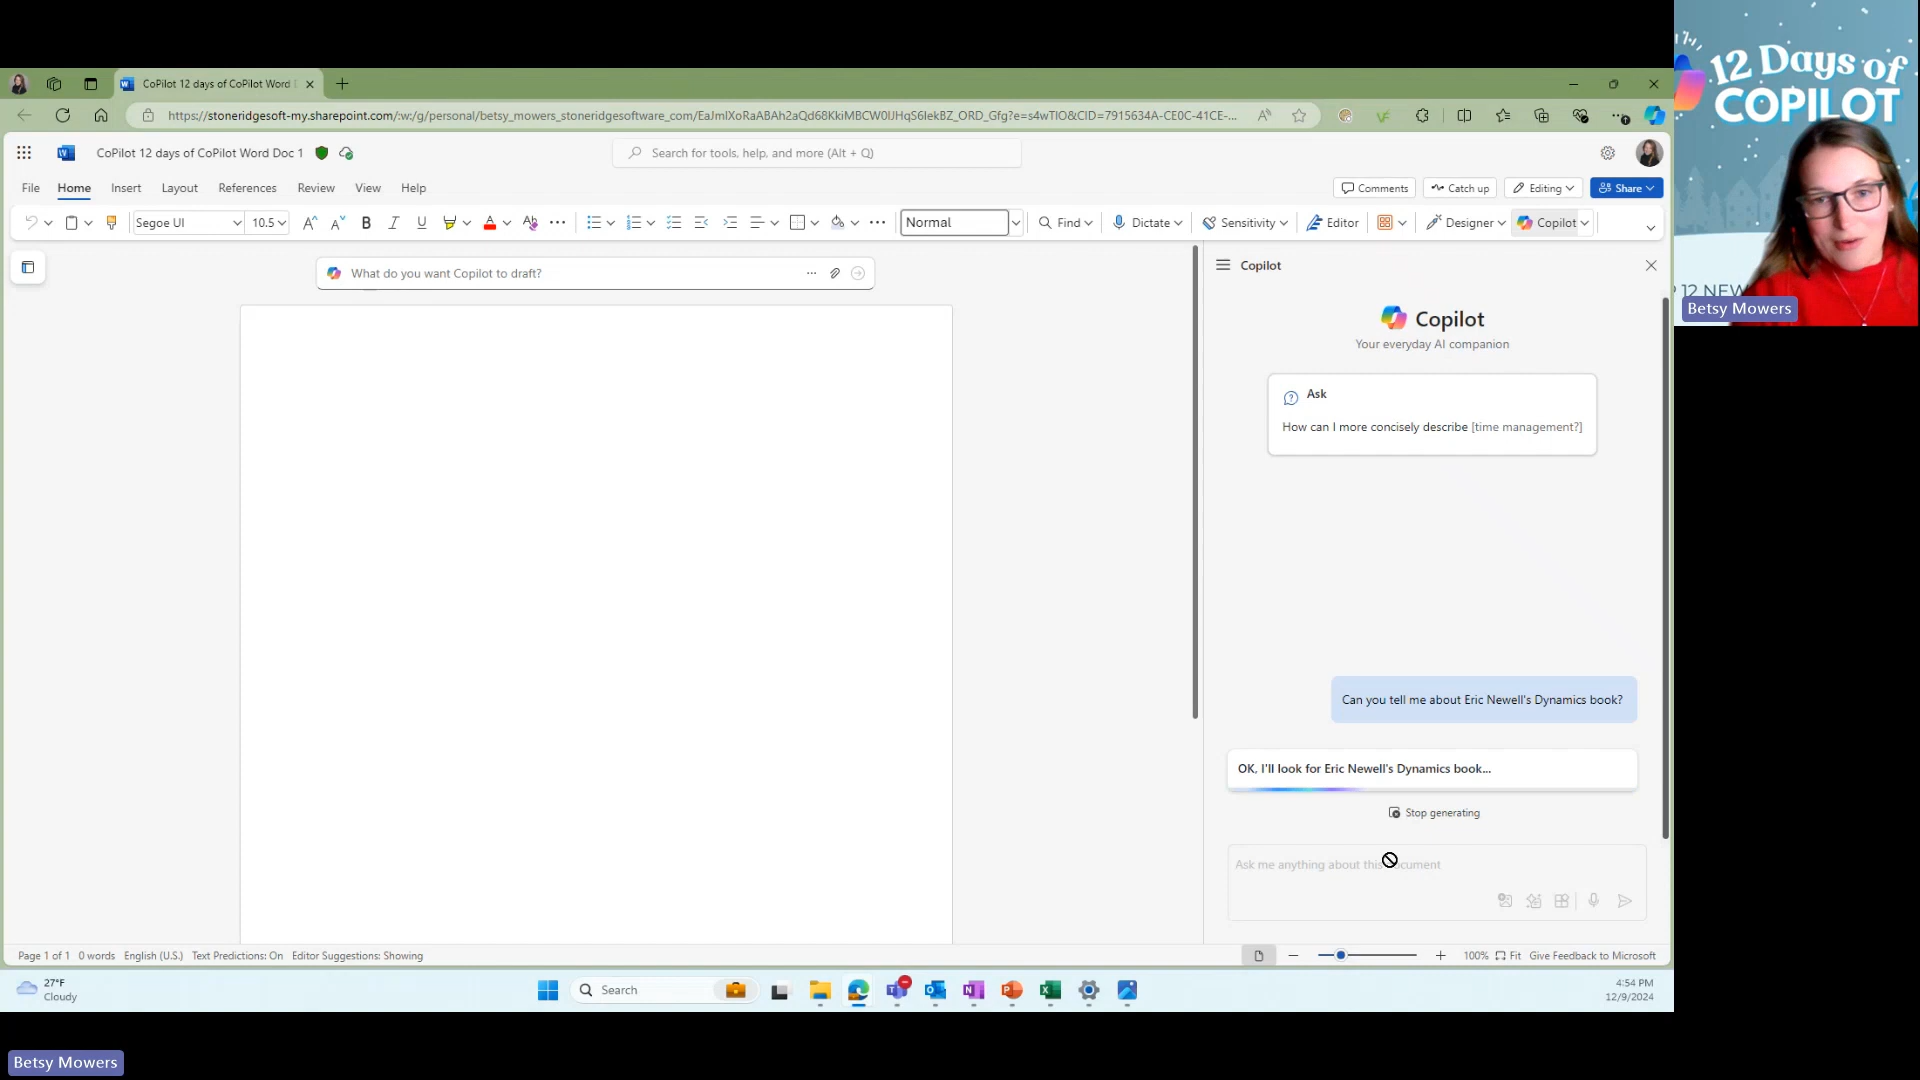 12 Days of
COPILOT
12 NEW
Betsy Mowers
CoPilot 12 days of CoPilot Word
https://stoneridgesoft-my.sharepoint.com/:w:/g/personal/betsy_mowers_stoneridgesoftware_com/EaJmIXoRaABAh2aQd68KkiMBCW0lJHqS6IekBZ_ORD_Gfg?e=s4wTIO&CID=7915634A-CE0C-41CE-...
CoPilot 12 days of CoPilot Word Doc 1
Search for tools, help, and more (Alt + Q)
File Home Insert Layout References Review View Help
Comments Catch up Editing Share
Segoe UI 10.5 B I U Normal Find Dictate Sensitivity Editor Designer Copilot
What do you want Copilot to draft?
Copilot
Copilot
Your everyday AI companion
Ask
How can I more concisely describe [time management?]
Can you tell me about Eric Newell's Dynamics book?
OK, I'll look for Eric Newell's Dynamics book...
Stop generating
Ask me anything about this document
Page 1 of 1 0 words English (U.S.) Text Predictions: On Editor Suggestions: Showing
100% Fit Give Feedback to Microsoft
27°F
Cloudy
Search
4:54 PM
12/9/2024
Betsy Mowers